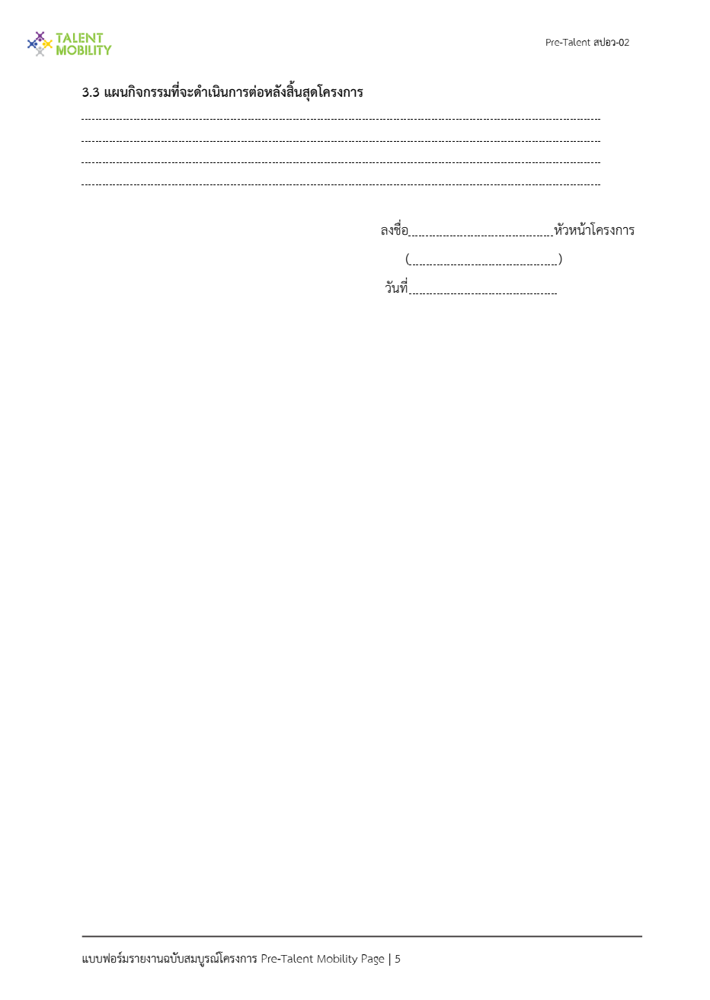 TALENT
MOBILITY
Pre-Talent สปอว-02
3.3 แผนกิจกรรมที่จะดำเนินการต่อหลังสิ้นสุดโครงการ
ลงชื่อ หัวหน้าโครงการ
( )
วันที่
แบบฟอร์มรายงานฉบับสมบูรณ์โครงการ Pre-Talent Mobility Page | 5